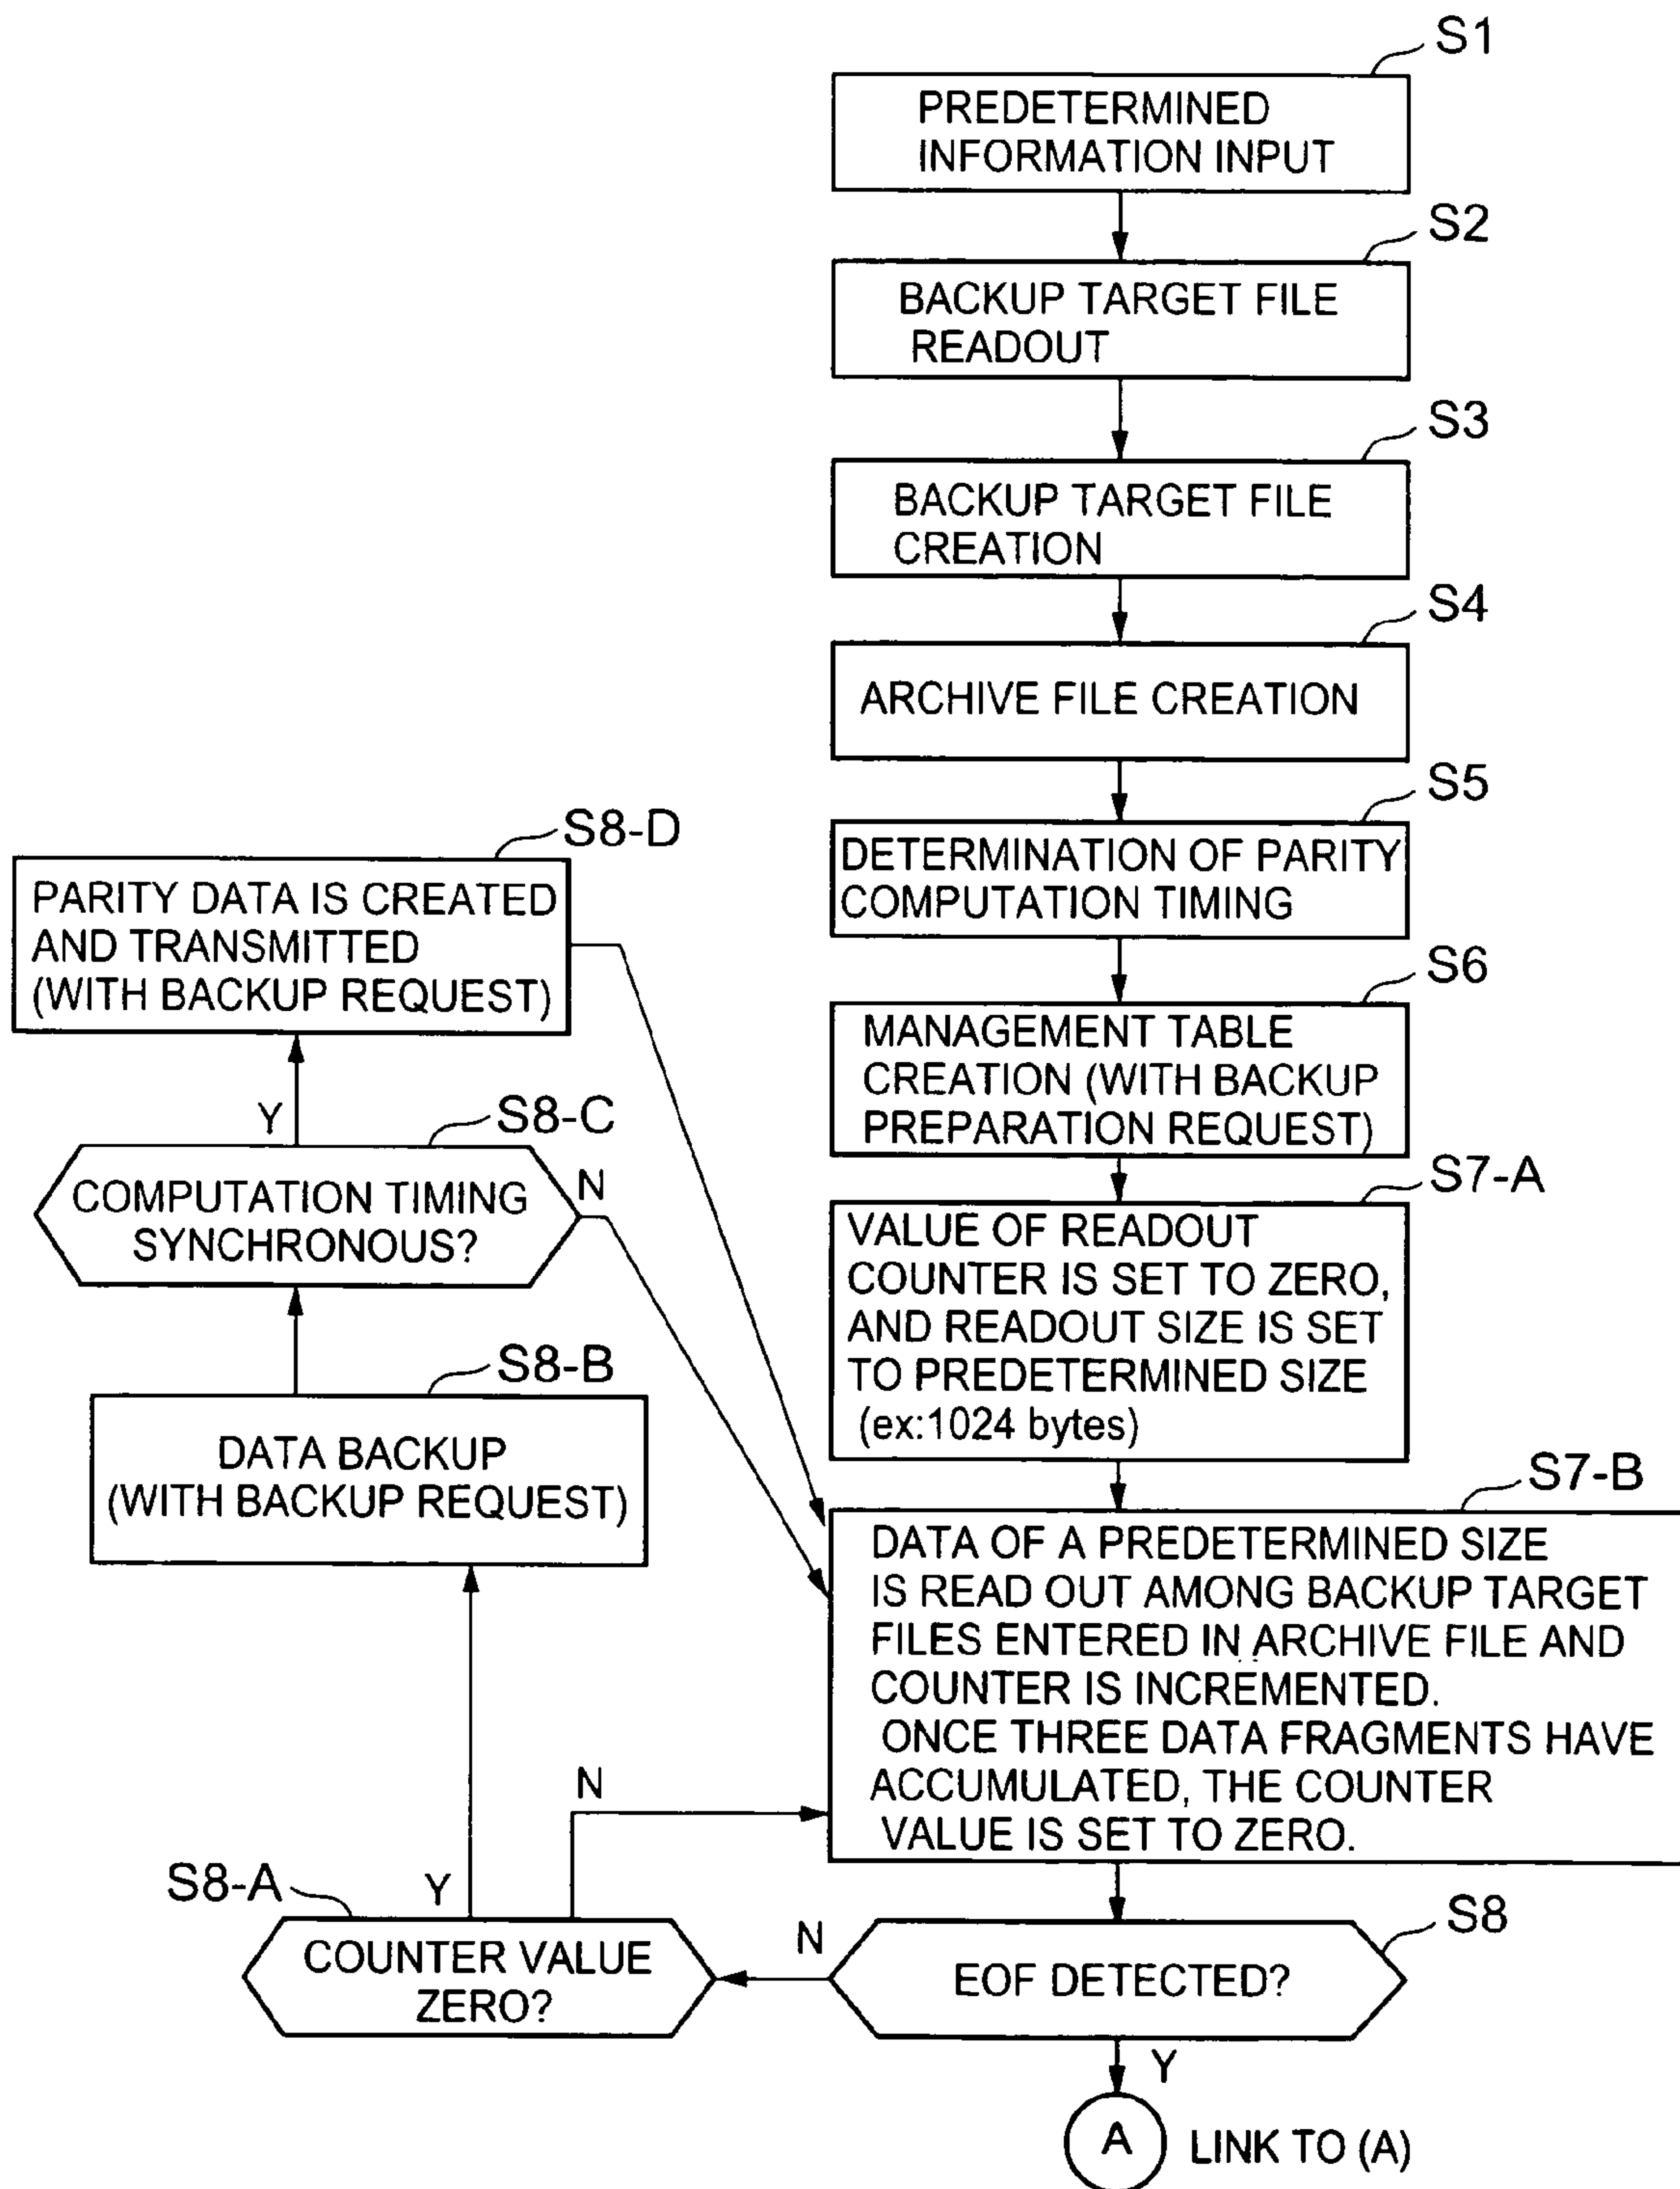 S1
PREDETERMINED
INFORMATION INPUT
S2
BACKUP TARGET FILE
READOUT
S3
BACKUP TARGET FILE
CREATION
S4
ARCHIVE FILE CREATION
S5
DETERMINATION OF PARITY
COMPUTATION TIMING
S6
MANAGEMENT TABLE
CREATION (WITH BACKUP
PREPARATION REQUEST)
S7-A
VALUE OF READOUT
COUNTER IS SET TO ZERO,
AND READOUT SIZE IS SET
TO PREDETERMINED SIZE
(ex:1024 bytes)
S7-B
DATA OF A PREDETERMINED SIZE
IS READ OUT AMONG BACKUP TARGET
FILES ENTERED IN ARCHIVE FILE AND
COUNTER IS INCREMENTED.
ONCE THREE DATA FRAGMENTS HAVE
ACCUMULATED, THE COUNTER
VALUE IS SET TO ZERO.
S8
EOF DETECTED?
N
Y
A
LINK TO (A)
S8-A
COUNTER VALUE
ZERO?
Y
N
S8-B
DATA BACKUP
(WITH BACKUP REQUEST)
S8-C
COMPUTATION TIMING
SYNCHRONOUS?
Y
N
S8-D
PARITY DATA IS CREATED
AND TRANSMITTED
(WITH BACKUP REQUEST)